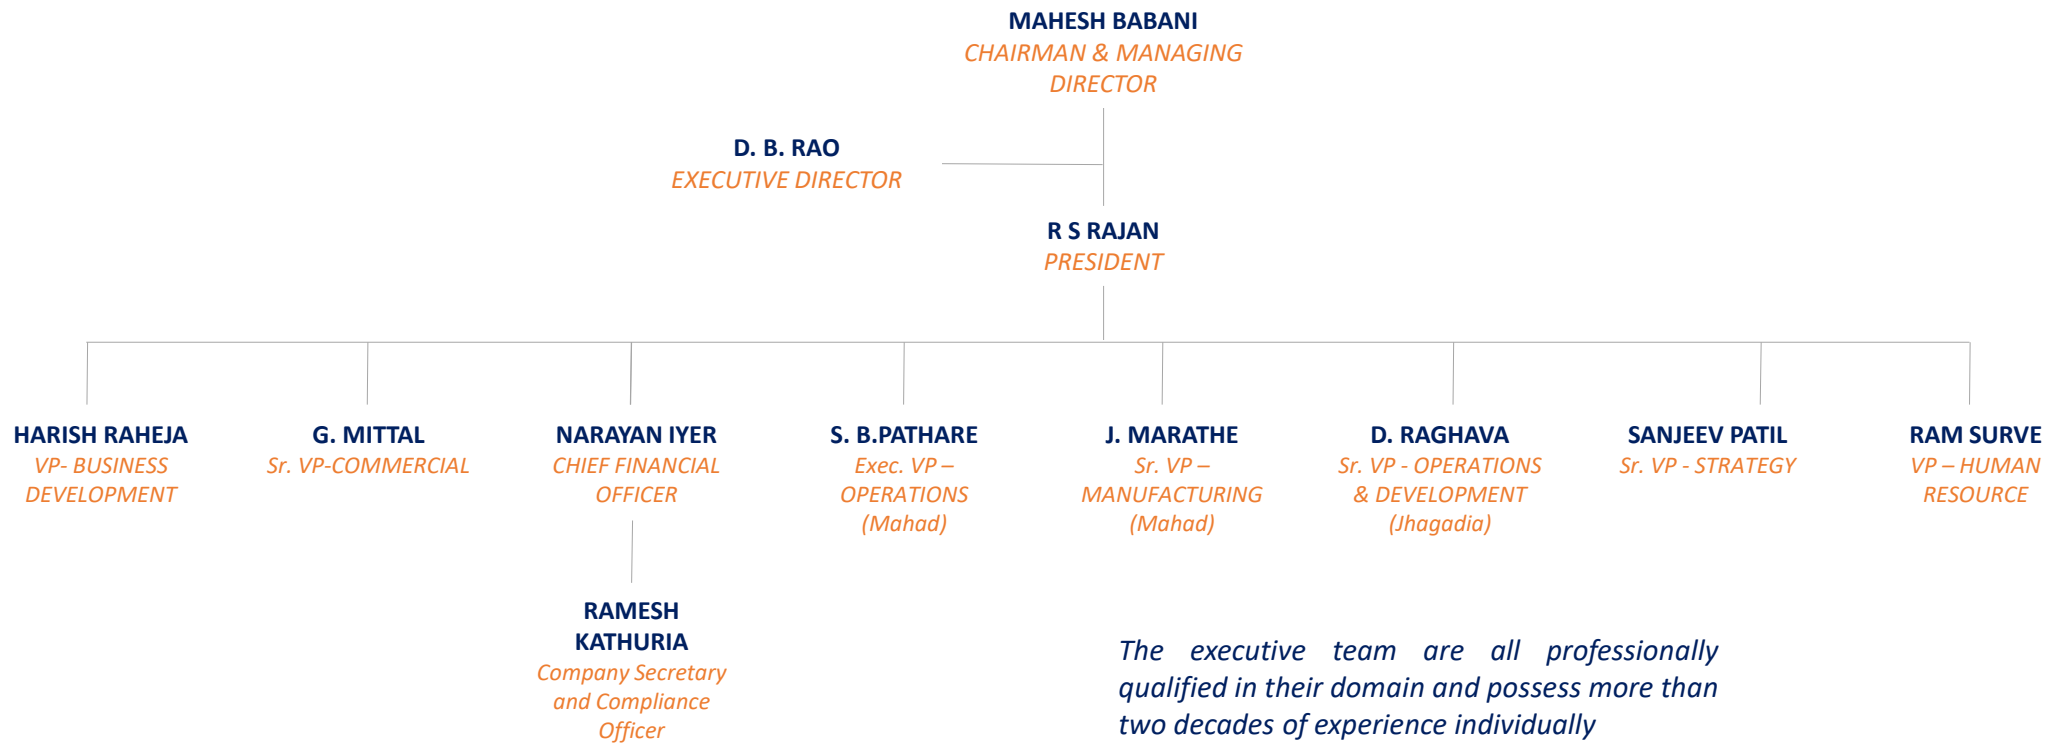 MAHESH BABANI
CHAIRMAN & MANAGING
DIRECTOR
D. B. RAO
EXECUTIVE DIRECTOR
R S RAJAN
PRESIDENT
HARISH RAHEJA
VP- BUSINESS
DEVELOPMENT
G. MITTAL
Sr. VP-COMMERCIAL
NARAYAN IYER
CHIEF FINANCIAL
OFFICER
S. B.PATHARE
Exec. VP –
OPERATIONS
(Mahad)
J. MARATHE
Sr. VP –
MANUFACTURING
(Mahad)
D. RAGHAVA
Sr. VP - OPERATIONS
& DEVELOPMENT
(Jhagadia)
SANJEEV PATIL
Sr. VP - STRATEGY
RAM SURVE
VP – HUMAN
RESOURCE
RAMESH
KATHURIA
Company Secretary
and Compliance
Officer
The executive team are all professionally
qualified in their domain and possess more than
two decades of experience individually